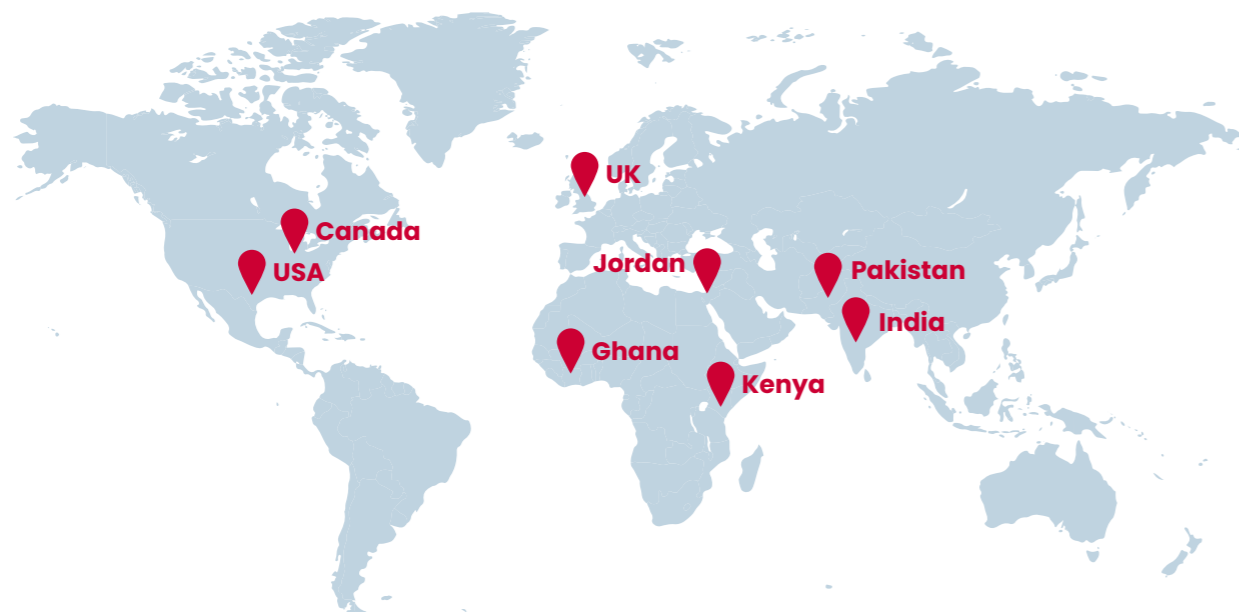 UK
Canada
Jordan
USA
Pakistan
India
Ghana
Kenya